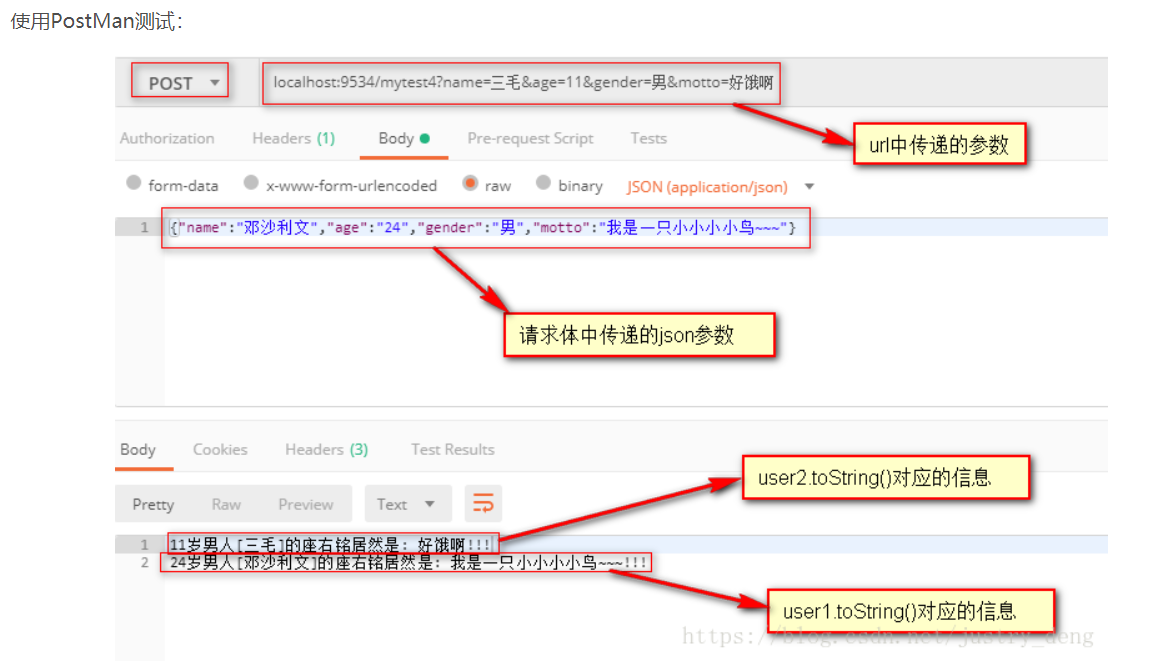 使用PostMan测试：
POST
localhost:9534/mytest4?name=三毛&age=11&gender=男&motto=好饿啊
url中传递的参数
Authorization Headers (1) Body Pre-request Script Tests
form-data x-www-form-urlencoded raw binary JSON (application/json)
1 {"name":"邓沙利文","age":"24","gender":"男","motto":"我是一只小小小小鸟~~~"}
请求体中传递的json参数
Body Cookies Headers (3) Test Results
user2.toString()对应的信息
Pretty Raw Preview Text
1 11岁男人[三毛]的座右铭居然是: 好饿啊!!!
2 24岁男人[邓沙利文]的座右铭居然是: 我是一只小小小小鸟~~~!!!
user1.toString()对应的信息
https://blog.csdn.net/justry_deng